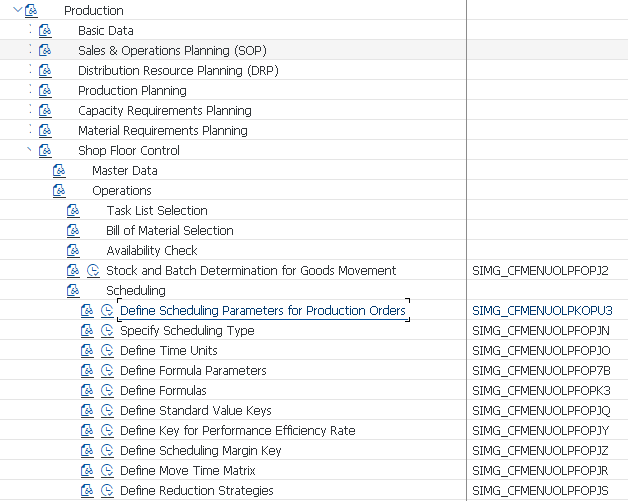 Production
Basic Data
Sales & Operations Planning (SOP)
Distribution Resource Planning (DRP)
Production Planning
Capacity Requirements Planning
Material Requirements Planning
Shop Floor Control
Master Data
Operations
Task List Selection
Bill of Material Selection
Availability Check
Stock and Batch Determination for Goods Movement SIMG_CFMENUOLPFOPJ2
Scheduling
Define Scheduling Parameters for Production Orders SIMG_CFMENUOLPKOPU3
Specify Scheduling Type SIMG_CFMENUOLPFOPJN
Define Time Units SIMG_CFMENUOLPFOPJO
Define Formula Parameters SIMG_CFMENUOLPFOP7B
Define Formulas SIMG_CFMENUOLPFOPK3
Define Standard Value Keys SIMG_CFMENUOLPFOPJQ
Define Key for Performance Efficiency Rate SIMG_CFMENUOLPFOPJY
Define Scheduling Margin Key SIMG_CFMENUOLPFOPJZ
Define Move Time Matrix SIMG_CFMENUOLPFOPJR
Define Reduction Strategies SIMG_CFMENUOLPFOPJS